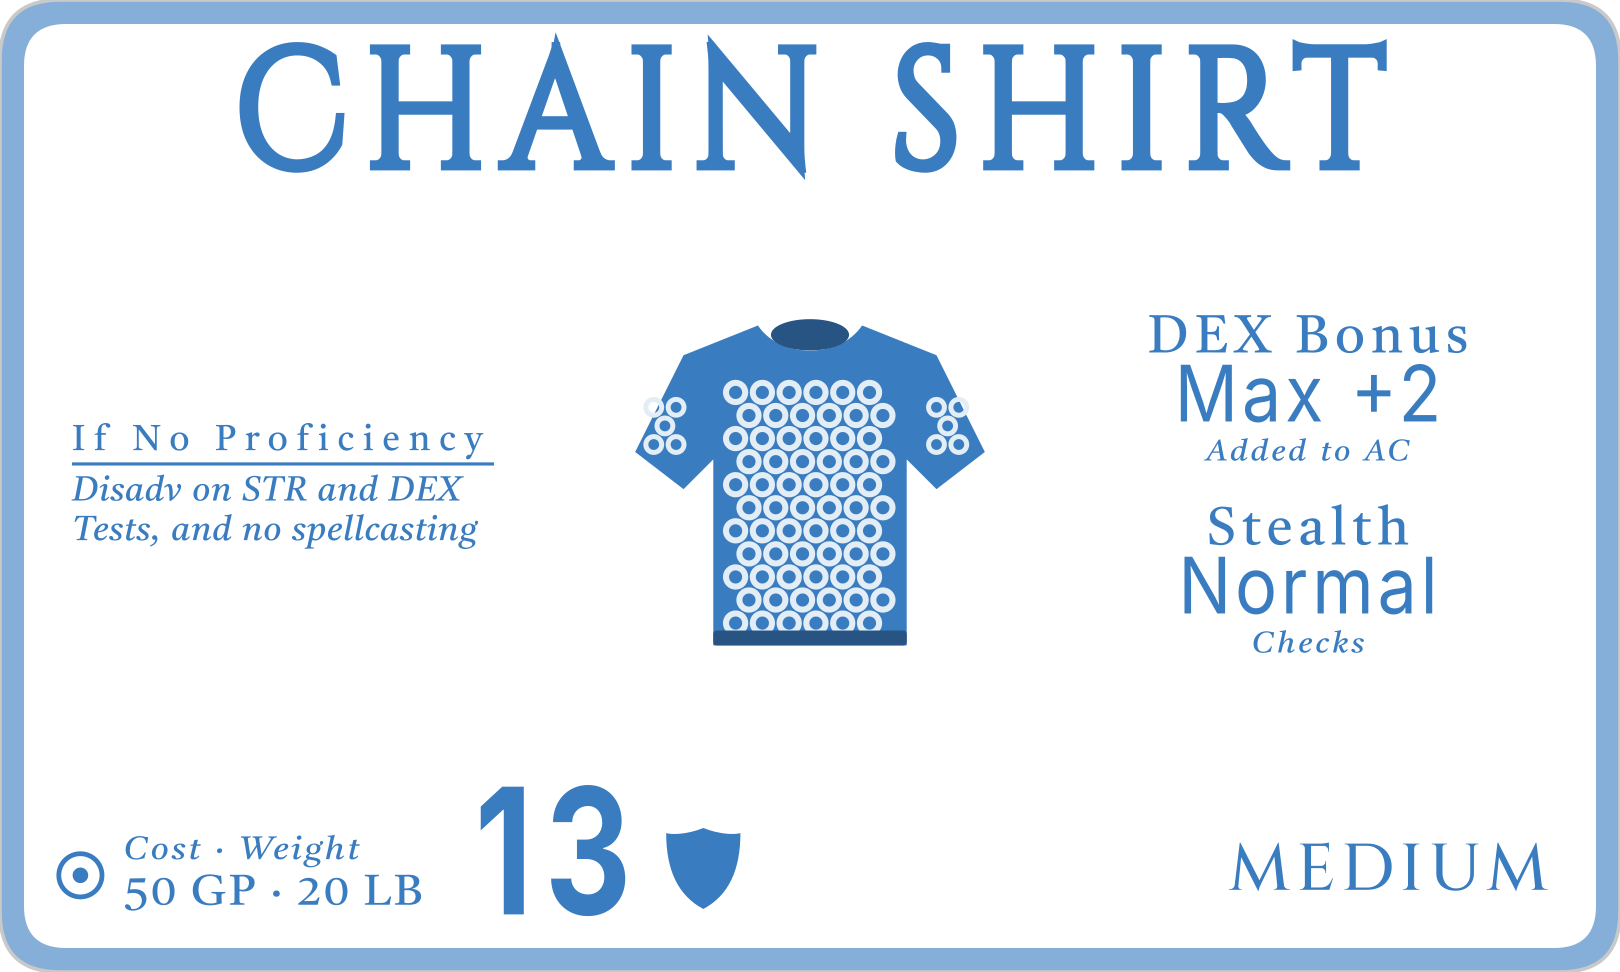 CHAIN SHIRT
If No Proficiency
Disadv on STR and DEX
Tests, and no spellcasting
DEX Bonus
Max +2
Added to AC
Stealth
Normal
Checks
Cost · Weight
50 GP · 20 LB
13
MEDIUM